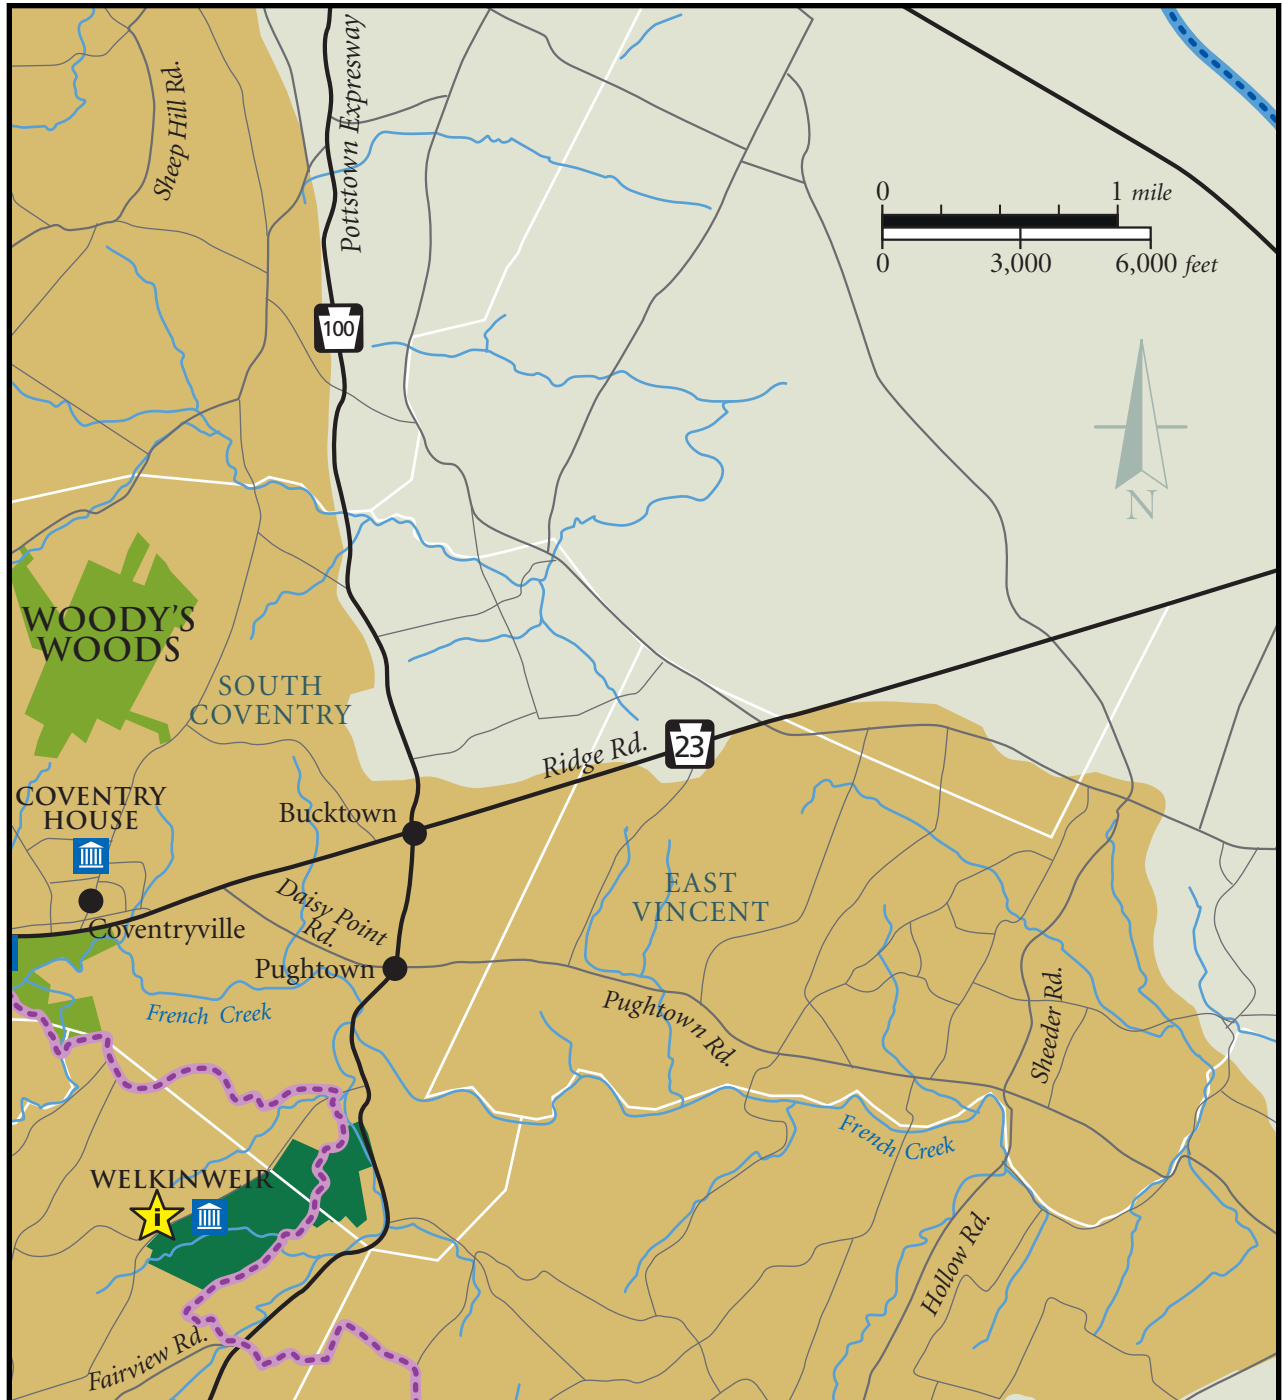 Sheep Hill Rd.
Pottstown Expresway
0 1 mile
0 3,000 6,000 feet
100
N
WOODY'S
WOODS
SOUTH
COVENTRY
Ridge Rd.
23
COVENTRY
HOUSE
Bucktown
EAST
VINCENT
Daisy Point
Rd.
Coventryville
Pughtown
French Creek
Pughtown Rd.
Sheeder Rd.
French Creek
WELKINWEIR
i
Hollow Rd.
Fairview Rd.